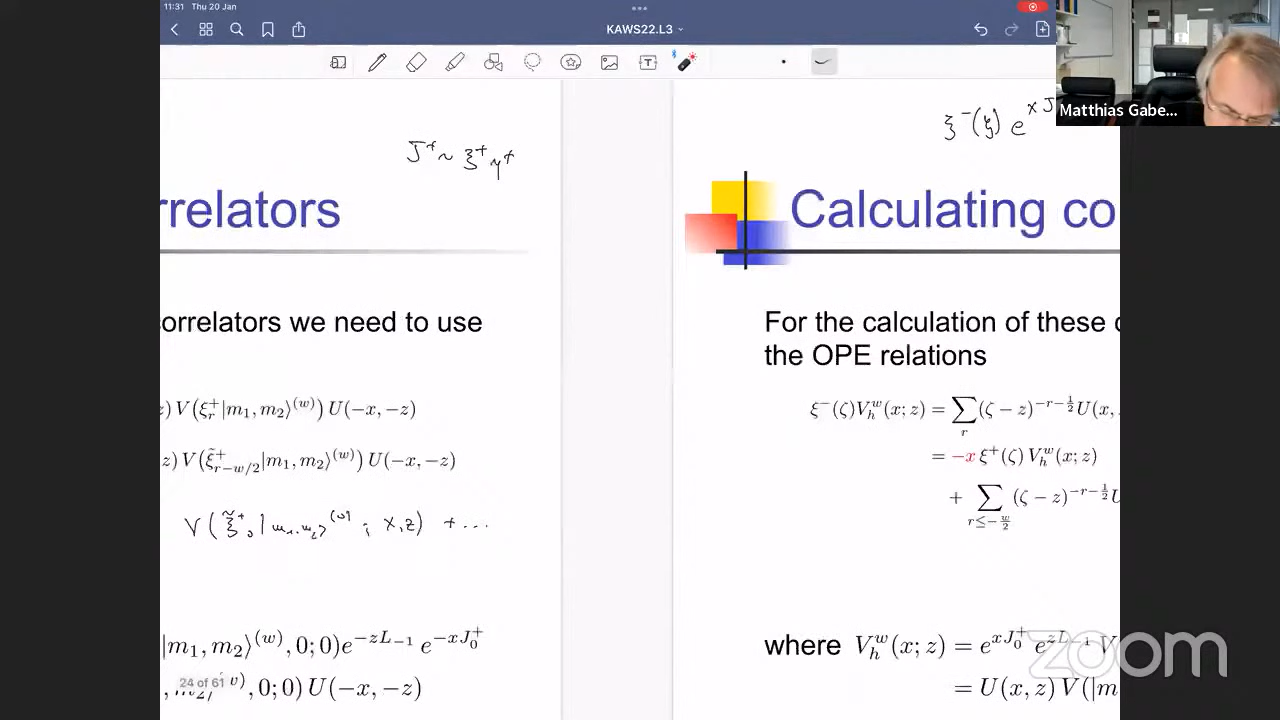 11:31 Thu 20 Jan
KAWS22.L3
Matthias Gabe...
J⁺ ~ ξ⁺ η⁺
ξ⁻(ζ) e^{x J
rrelators
Calculating co
orrelators we need to use
For the calculation of these
the OPE relations
z) V(ξ_r^+ |m_1, m_2⟩^{(w)}) U(−x, −z)
z) V(ξ̃^+_{r−w/2} |m_1, m_2⟩^{(w)}) U(−x, −z)
V(ξ̃^+_0 |m_1, m_2⟩^{(w)} ; x, z) + ...
ξ⁻(ζ)V_h^w(x; z) = ∑_r (ζ − z)^{−r−1/2} U(x,
= −x ξ⁺(ζ) V_h^w(x; z)
+ ∑_{r≤−w/2} (ζ − z)^{−r−1/2} U
|m_1, m_2⟩^{(w)}, 0; 0) e^{−zL_{−1}} e^{−xJ_0^+}
, 0; 0) U(−x, −z)
24 of 61
where V_h^w(x; z) = e^{xJ_0^+} e^{zL_{−1}} V
= U(x, z) V(|m
zoom